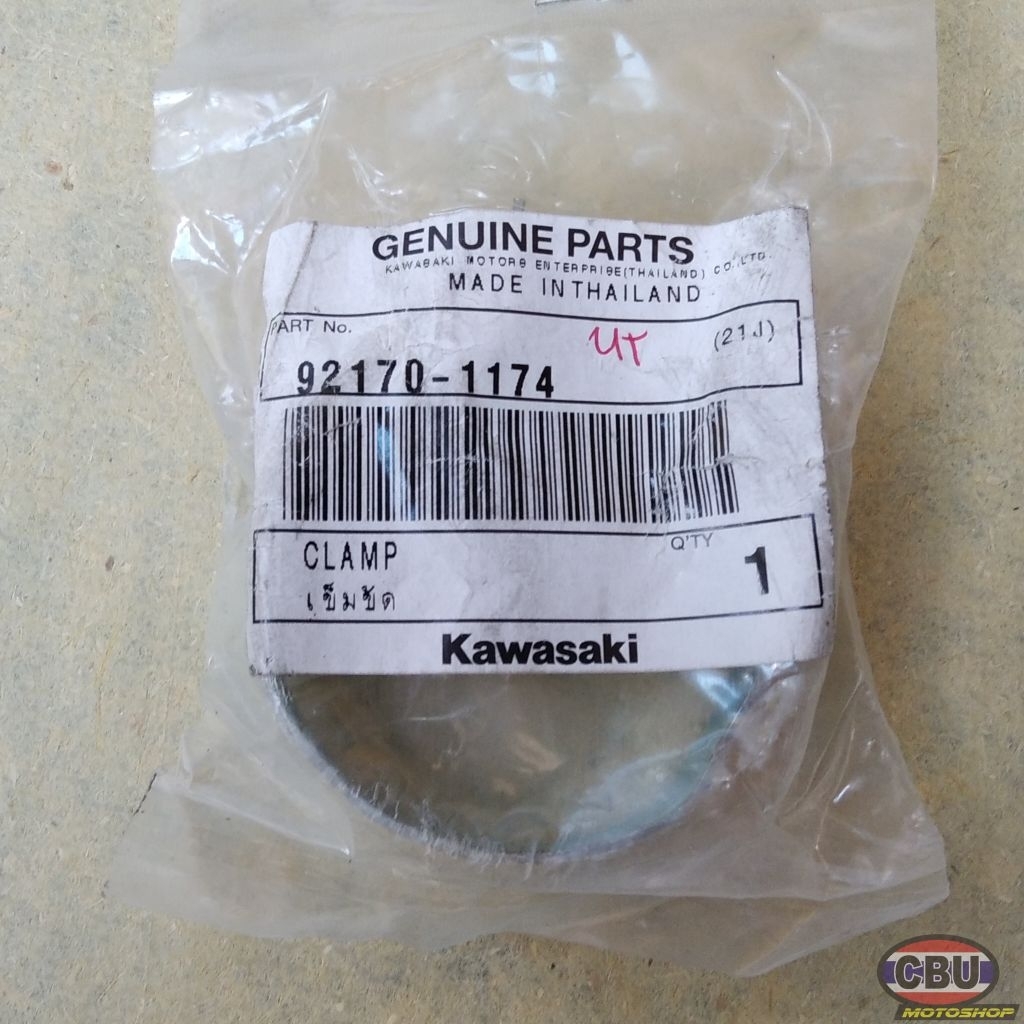 GENUINE PARTS
KAWASAKI MOTORS ENTERPRISE(THAILAND) CO.,LTD.
MADE INTHAILAND
PART No.
(21J)
92170-1174
CLAMP
Q'TY
1
เข็มขัด
Kawasaki
CBU
MOTOSHOP